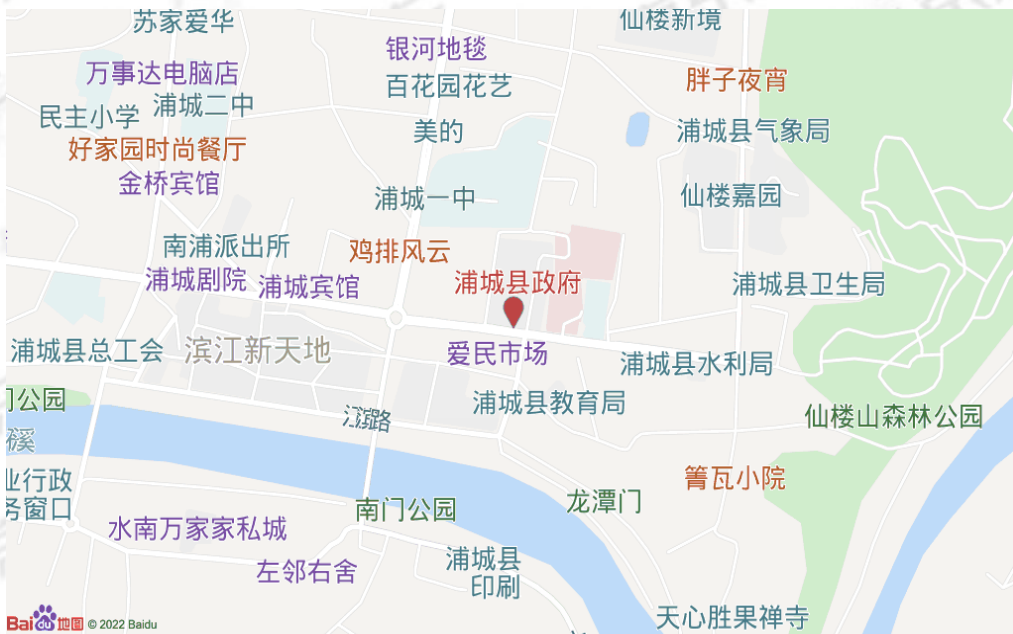 苏家爱华
仙楼新境
银河地毯
万事达电脑店
百花园花艺
胖子夜宵
民主小学
浦城二中
美的
浦城县气象局
好家园时尚餐厅
金桥宾馆
浦城一中
仙楼嘉园
南浦派出所
鸡排风云
浦城剧院
浦城宾馆
浦城县政府
浦城县卫生局
浦城县总工会
滨江新天地
爱民市场
浦城县水利局
门公园
浦城县教育局
仙楼山森林公园
溪
业行政
务窗口
箐瓦小院
南门公园
龙潭门
水南万家家私城
左邻右舍
浦城县
印刷
天心胜果禅寺
Baidu地图 © 2022 Baidu